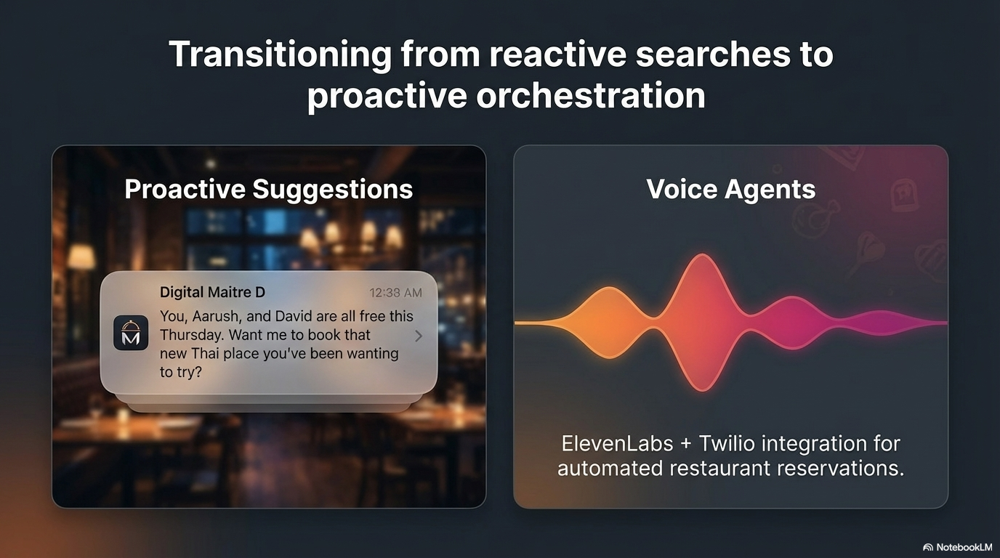 Transitioning from reactive searches to
proactive orchestration
Proactive Suggestions
Digital Maitre D
12:38 AM
You, Aarush, and David are all free this
Thursday. Want me to book that
new Thai place you've been wanting
to try?
M
Voice Agents
ElevenLabs + Twilio integration for
automated restaurant reservations.
NotebookLM